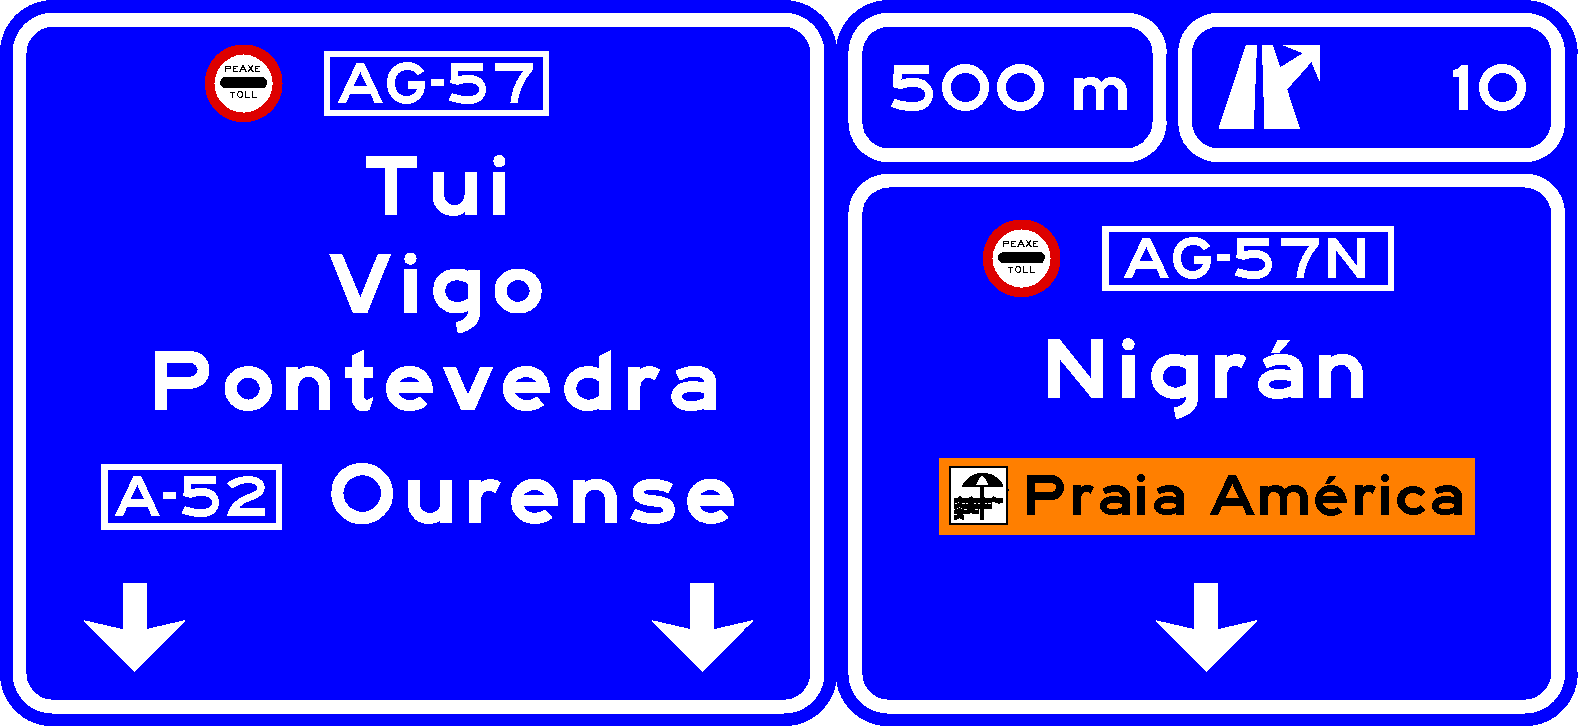 PEAXE
TOLL
AG-57
Tui
Vigo
Pontevedra
A-52 Ourense
500 m
10
PEAXE
TOLL
AG-57N
Nigrán
Praia América